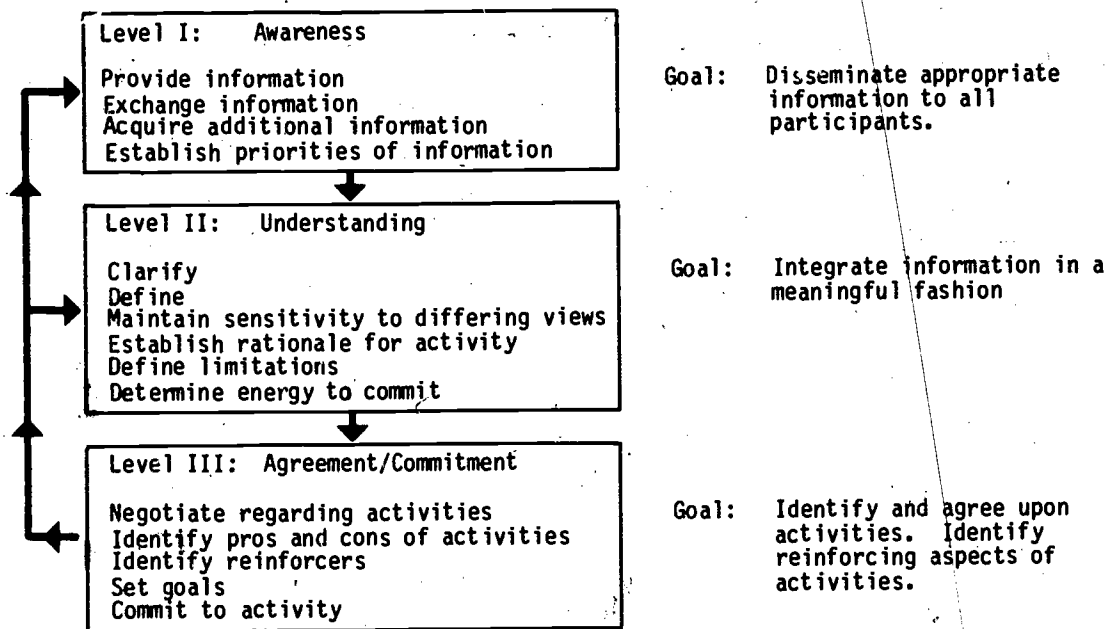 Level I: Awareness
Provide information
Exchange information
Acquire additional information
Establish priorities of information
Goal: Disseminate appropriate
information to all
participants.
Level II: Understanding
Clarify
Define
Maintain sensitivity to differing views
Establish rationale for activity
Define limitations
Determine energy to commit
Goal: Integrate information in a
meaningful fashion
Level III: Agreement/Commitment
Negotiate regarding activities
Identify pros and cons of activities
Identify reinforcers
Set goals
Commit to activity
Goal: Identify and agree upon
activities. Identify
reinforcing aspects of
activities.